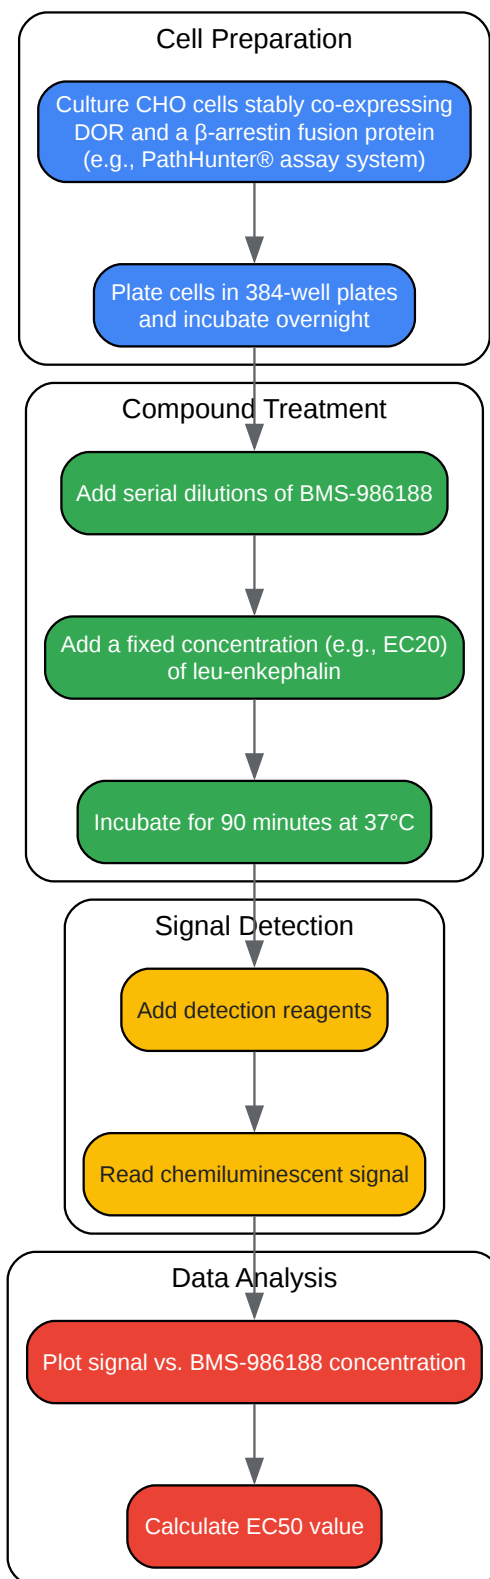 Cell Preparation
Culture CHO cells stably co-expressing
DOR and a β-arrestin fusion protein
(e.g., PathHunter® assay system)
Plate cells in 384-well plates
and incubate overnight
Compound Treatment
Add serial dilutions of BMS-986188
Add a fixed concentration (e.g., EC20)
of leu-enkephalin
Incubate for 90 minutes at 37°C
Signal Detection
Add detection reagents
Read chemiluminescent signal
Data Analysis
Plot signal vs. BMS-986188 concentration
Calculate EC50 value